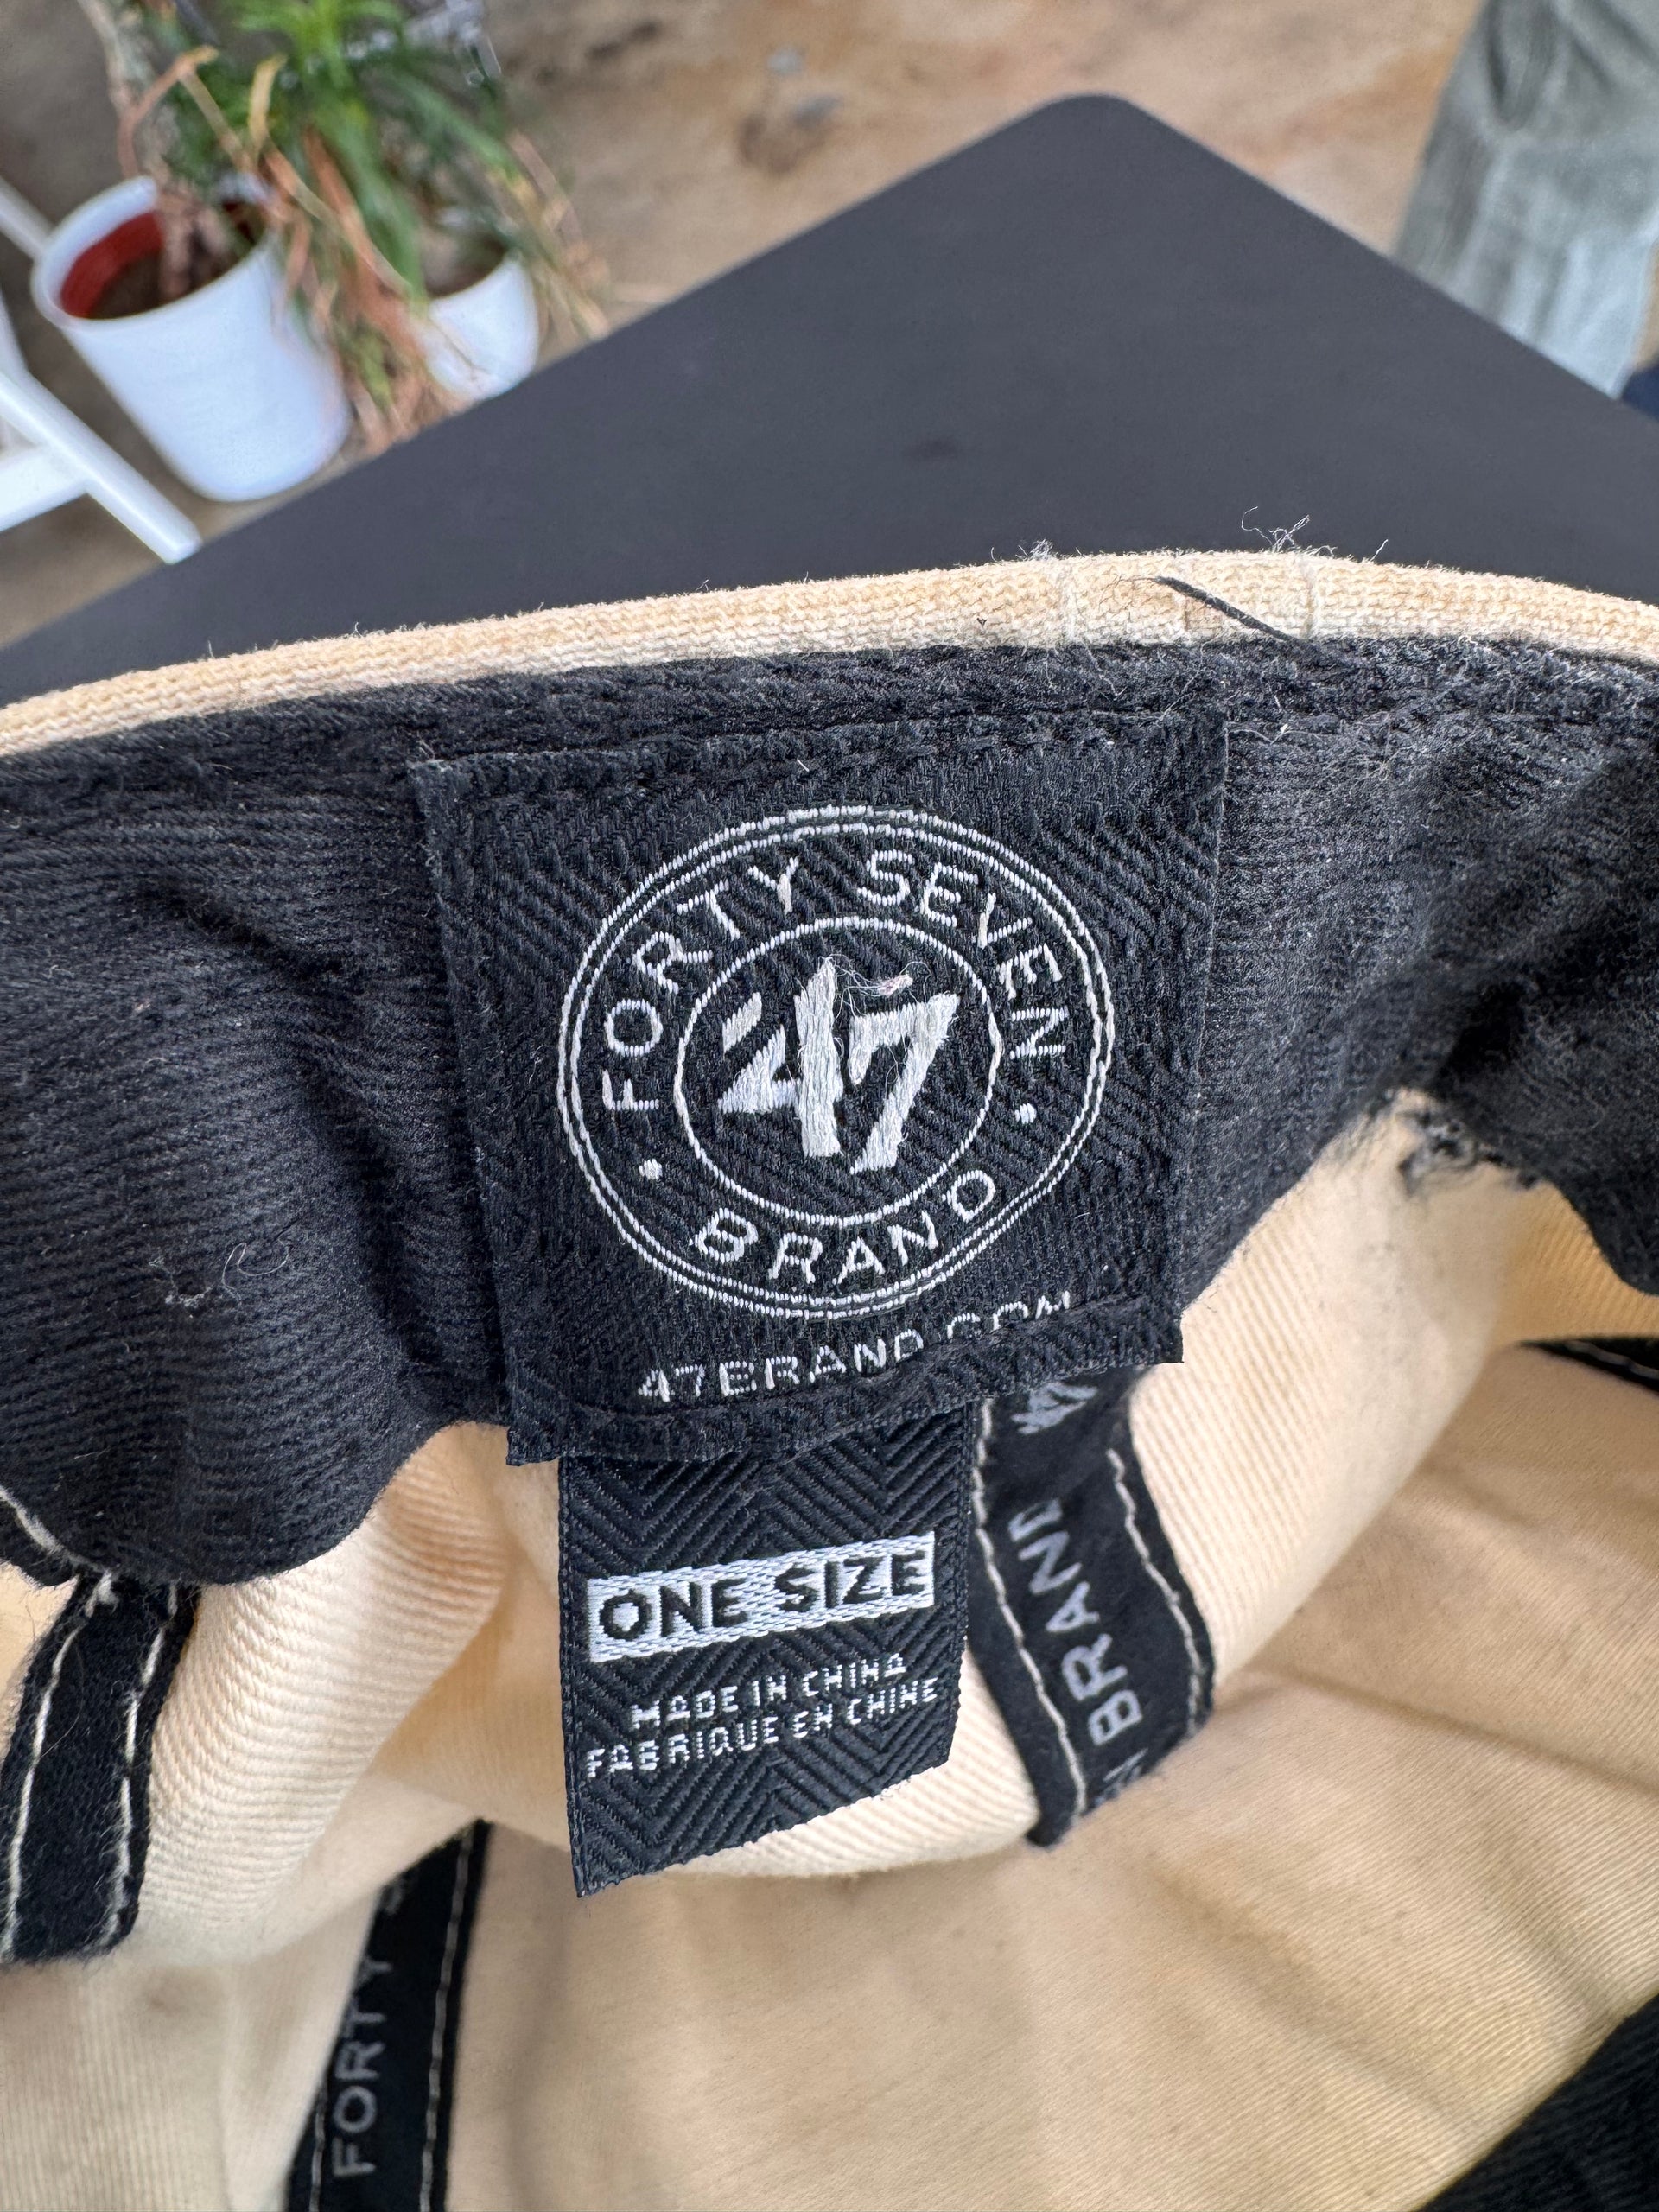 FORTY SEVEN
47
BRAND
47BRAND.COM
ONE SIZE
MADE IN CHINA
FABRIQUE EN CHINE
BRAND
FORTY